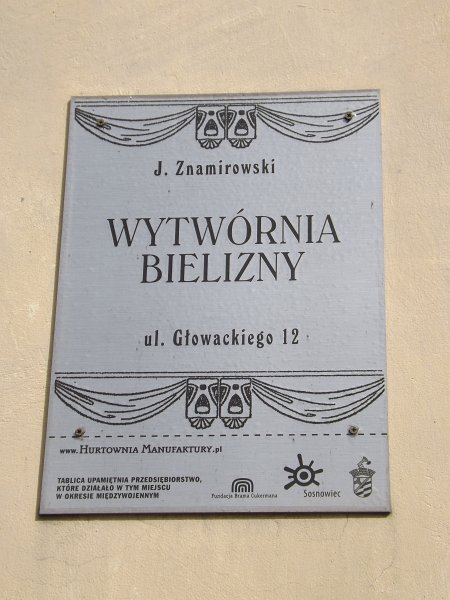 J. Znamirowski
WYTWÓRNIA
BIELIZNY
ul. Głowackiego 12
www.HURTOWNIA MANUFAKTURY.pl
TABLICA UPAMIĘTNIA PRZEDSIĘBIORSTWO,
KTÓRE DZIAŁAŁO W TYM MIEJSCU
W OKRESIE MIĘDZYWOJENNYM
Fundacja Brama Cukermana
Sosnowiec